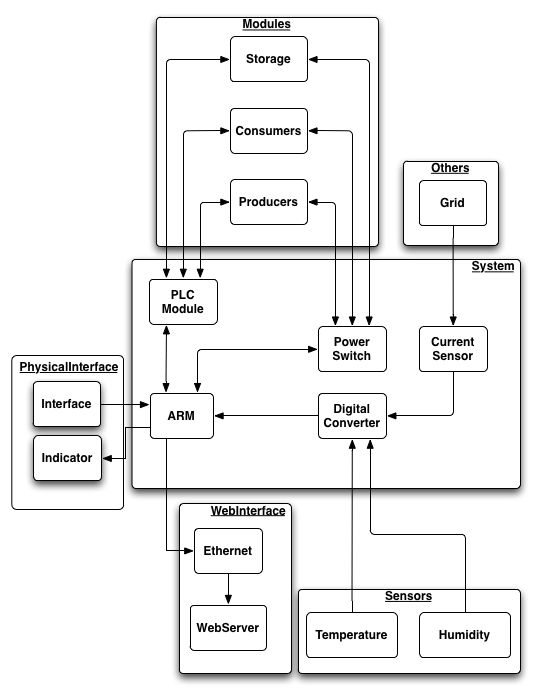 Modules
Storage
Consumers
Producers
Others
Grid
System
PLC
Module
Power
Switch
Current
Sensor
PhysicalInterface
Interface
Indicator
ARM
Digital
Converter
WebInterface
Ethernet
WebServer
Sensors
Temperature
Humidity